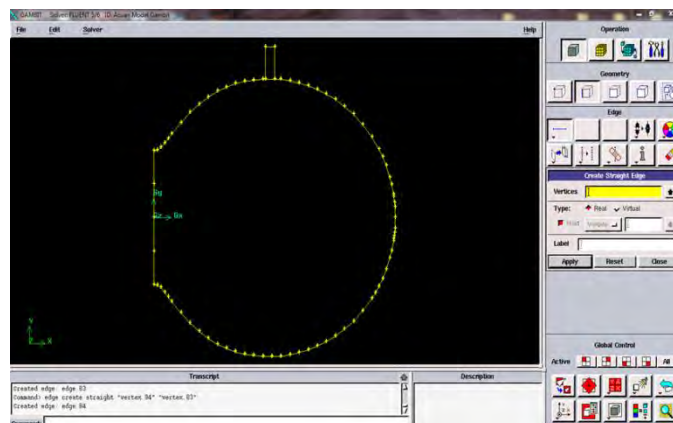 GAMBIT Solver: FLUENT 5/6 ID: Asuan Model Gambit
File Edit Solver Help
Operation
Geometry
Edge
Create Straight Edge
Vertices
Type: Real Virtual
Label
Apply Reset Close
Y
Z X
Global Control
Active All
Transcript Description
Created edge: edge.83
Command: edge create straight "vertex.84" "vertex.83"
Created edge: edge.84